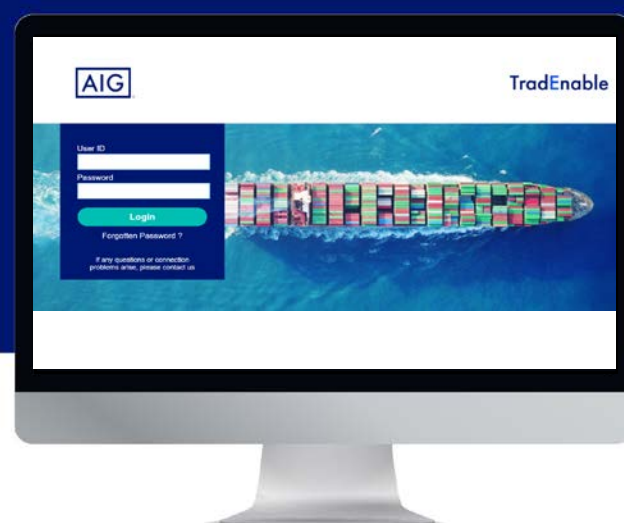 AIG
TradEnable
User ID
Password
Login
Forgotten Password ?
If any questions or connection
problems arise, please contact us